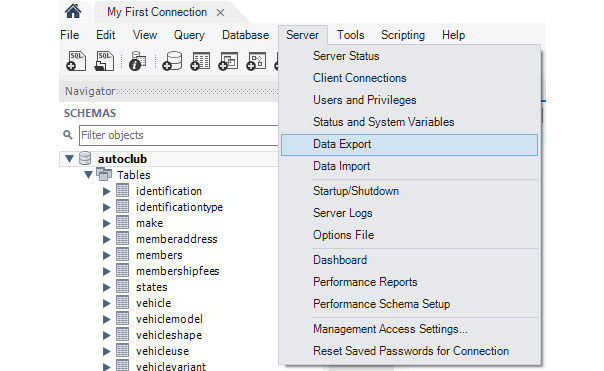 My First Connection
File Edit View Query Database Server Tools Scripting Help
SQL SQL
Navigator
SCHEMAS
Filter objects
autoclub
Tables
identification
identificationtype
make
memberaddress
members
membershipfees
states
vehicle
vehiclemodel
vehicleshape
vehicleuse
vehiclevariant
Server Status
Client Connections
Users and Privileges
Status and System Variables
Data Export
Data Import
Startup/Shutdown
Server Logs
Options File
Dashboard
Performance Reports
Performance Schema Setup
Management Access Settings...
Reset Saved Passwords for Connection